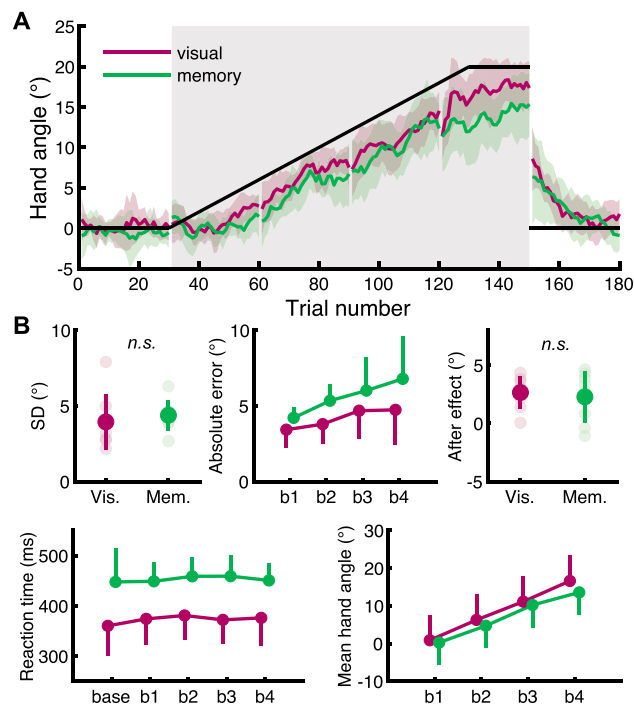 A
Hand angle (°)
25
20
15
10
5
0
-5
visual
memory
0 20 40 60 80 100 120 140 160 180
Trial number
B
SD (°)
10
5
0
n.s.
Vis. Mem.
Absolute error (°)
10
5
0
b1 b2 b3 b4
After effect (°)
5
0
-5
n.s.
Vis. Mem.
Reaction time (ms)
500
400
300
base b1 b2 b3 b4
Mean hand angle (°)
30
20
10
0
-10
b1 b2 b3 b4